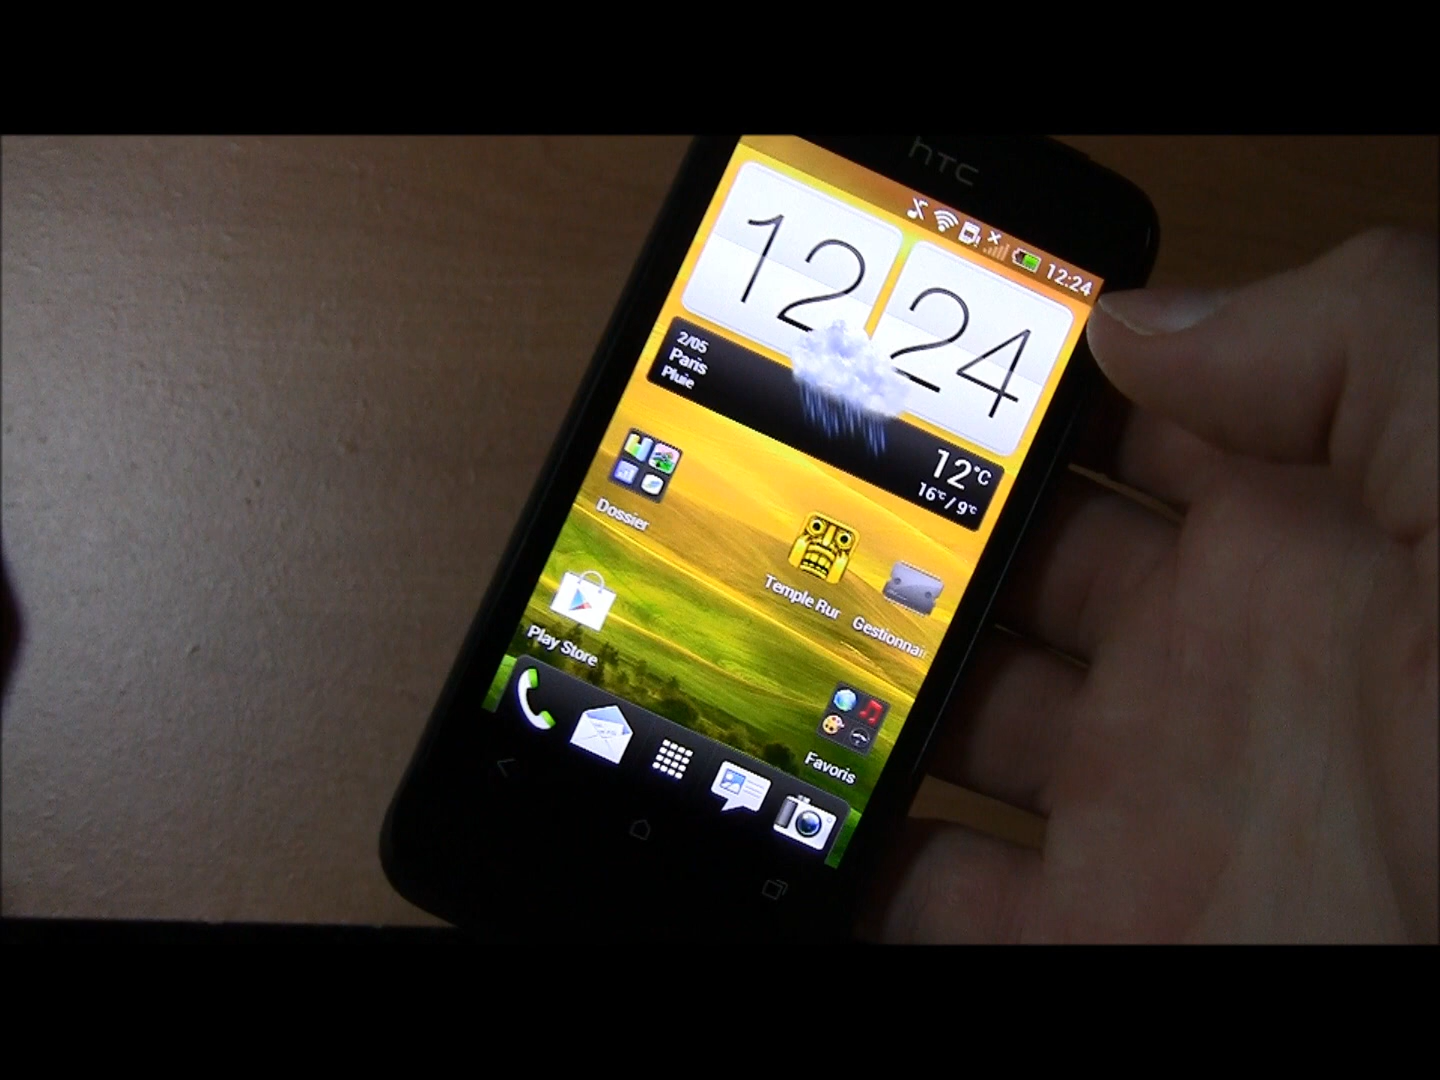 hTC
12:24
12 24
2/05
Paris
Pluie
12°C
16°c / 9°c
Dossier
Temple Rur
Gestionnai
Play Store
Favoris